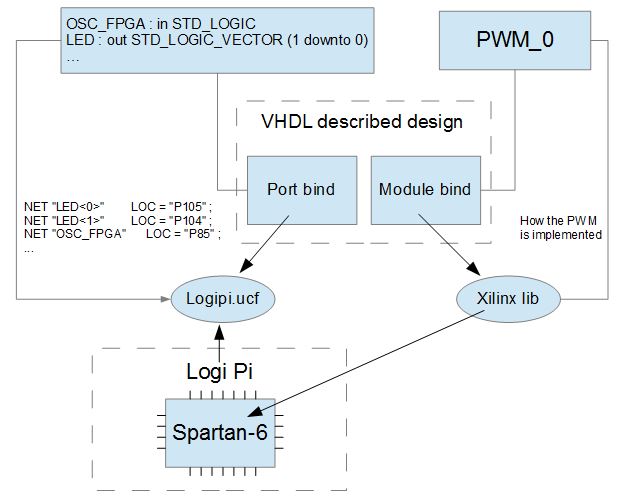 OSC_FPGA : in STD_LOGIC
LED : out STD_LOGIC_VECTOR (1 downto 0)
...
PWM_0
VHDL described design
Port bind
Module bind
NET "LED<0>" LOC = "P105" ;
NET "LED<1>" LOC = "P104" ;
NET "OSC_FPGA" LOC = "P85" ;
...
How the PWM
is implemented
Logipi.ucf
Xilinx lib
Logi Pi
Spartan-6